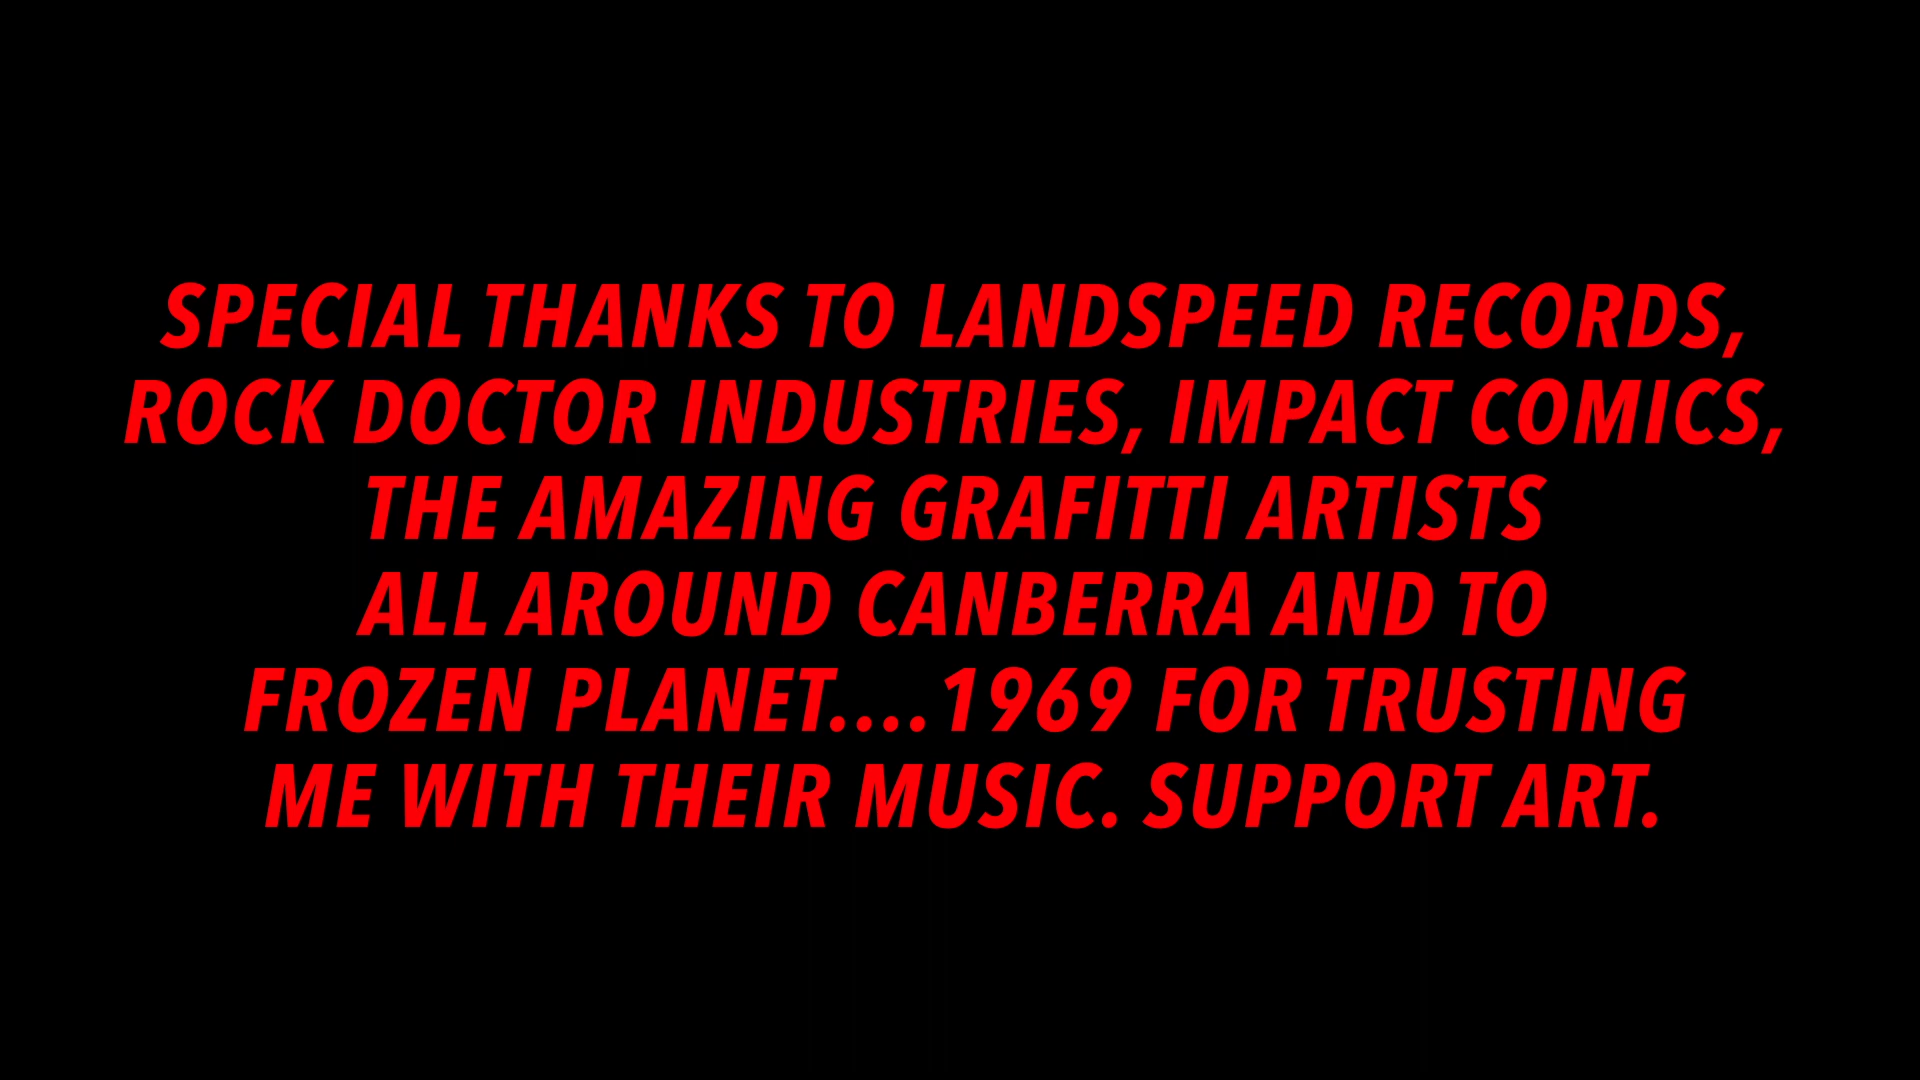 SPECIAL THANKS TO LANDSPEED RECORDS,
ROCK DOCTOR INDUSTRIES, IMPACT COMICS,
THE AMAZING GRAFITTI ARTISTS
ALL AROUND CANBERRA AND TO
FROZEN PLANET....1969 FOR TRUSTING
ME WITH THEIR MUSIC. SUPPORT ART.